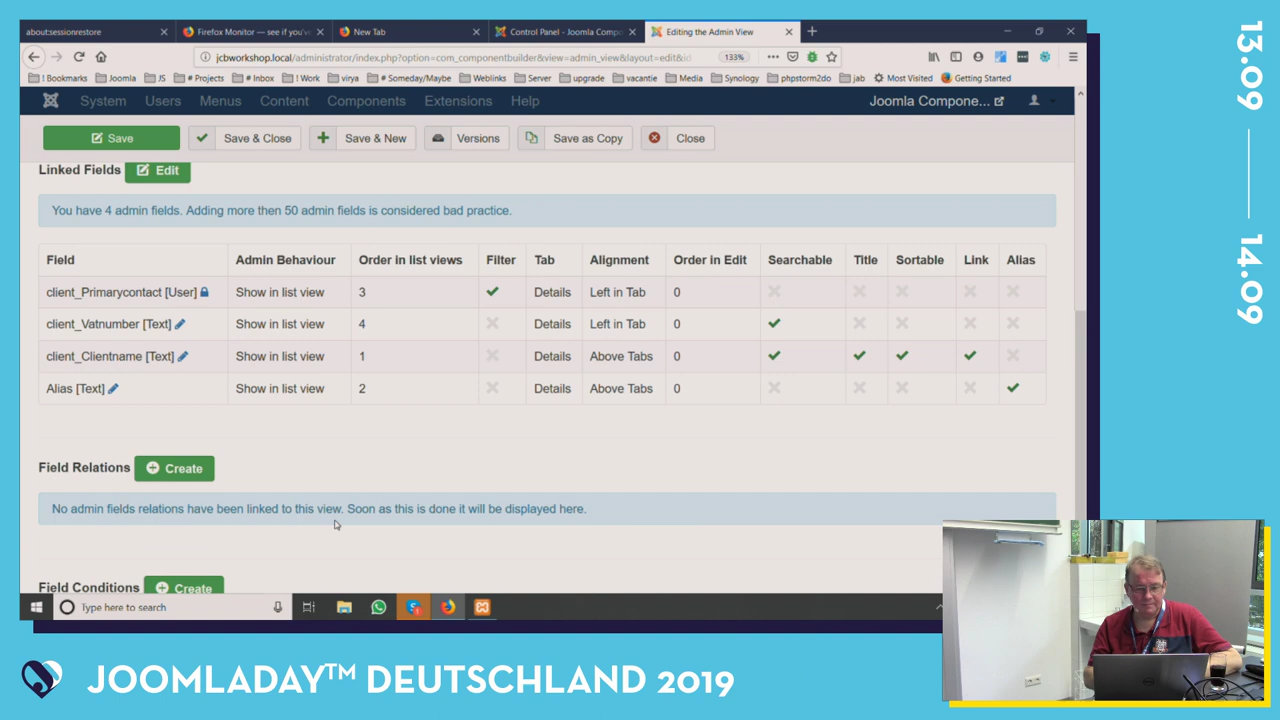 about:sessionrestore
Firefox Monitor — see if you'v
New Tab
Control Panel - Joomla Compo
Editing the Admin View
jcbworkshop.local/administrator/index.php?option=com_componentbuilder&view=admin_view&layout=edit&id
133%
! Bookmarks
Joomla
JS
# Projects
# Inbox
! Work
virya
# Someday/Maybe
Weblinks
Server
upgrade
vacantie
Media
Synology
phpstorm2do
jab
Most Visited
Getting Started
System
Users
Menus
Content
Components
Extensions
Help
Joomla Compone...
Save
Save & Close
Save & New
Versions
Save as Copy
Close
Linked Fields
Edit
You have 4 admin fields. Adding more then 50 admin fields is considered bad practice.
Field Admin Behaviour Order in list views Filter Tab Alignment Order in Edit Searchable Title Sortable Link Alias
client_Primarycontact [User] Show in list view 3 Details Left in Tab 0
client_Vatnumber [Text] Show in list view 4 Details Left in Tab 0
client_Clientname [Text] Show in list view 1 Details Above Tabs 0
Alias [Text] Show in list view 2 Details Above Tabs 0
Field Relations
Create
No admin fields relations have been linked to this view. Soon as this is done it will be displayed here.
Field Conditions
Create
Type here to search
13.09
14.09
JOOMLADAY™ DEUTSCHLAND 2019